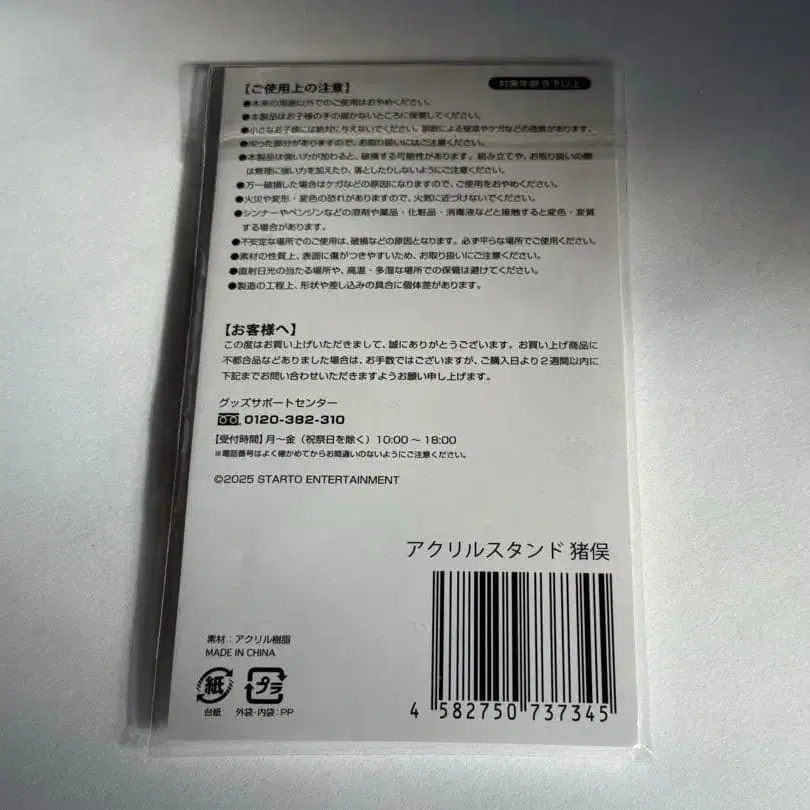 【ご使用上の注意】
対象年齢9才以上
●本来の用途以外でのご使用はおやめください。
●本製品はお子様の手の届かないところに保管してください。
●小さなお子様には絶対に与えないでください。誤飲による窒息やケガなどの危険があります。
●尖った部分がありますので、お取り扱いにはご注意ください。
●本製品は強い力が加わると、破損する可能性があります。組み立てや、お取り扱いの際
は無理に強い力を加えたり、落としたりしないようにご注意ください。
●万一破損した場合はケガなどの原因になりますので、ご使用をおやめください。
●火災や変形・変色の恐れがありますので、火気に近づけないでください。
●シンナーやベンジンなどの溶剤や薬品・化粧品・消毒液などと接触すると変色・変質
する場合があります。
●不安定な場所でのご使用は、破損などの原因となります。必ず平らな場所でご使用ください。
●素材の性質上、表面に傷がつきやすいため、お取り扱いにご注意ください。
●直射日光の当たる場所や、高温・多湿な場所での保管は避けてください。
●製造の工程上、形状や差し込みの具合に個体差があります。
【お客様へ】
この度はお買い上げいただきまして、誠にありがとうございます。お買い上げ商品に
不都合品などありました場合は、お手数ではございますが、ご購入日より2週間以内に
下記までお問い合わせいただきますようお願い申し上げます。
グッズサポートセンター
0120-382-310
【受付時間】月〜金（祝祭日を除く）10:00〜18:00
※電話番号はよく確かめてからお間違いのないようにご注意ください。
©2025 STARTO ENTERTAINMENT
アクリルスタンド 猪俣
素材：アクリル樹脂
MADE IN CHINA
紙 プラ
台紙 外袋・内袋：PP
4 582750 737345